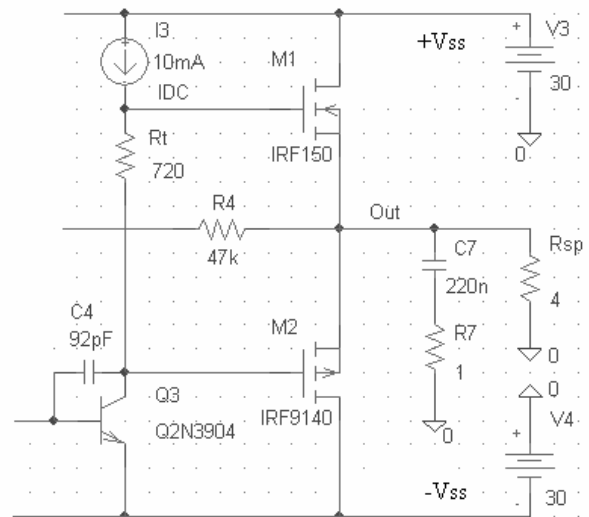 I3
+
10mA
IDC
M1
+Vss
+
V3
-
30
0
Rt
720
IRF150
R4
47k
Out
C7
220n
Rsp
4
C4
92pF
M2
R7
1
0
0
0
Q3
Q2N3904
IRF9140
V4
+
-Vss
-
30